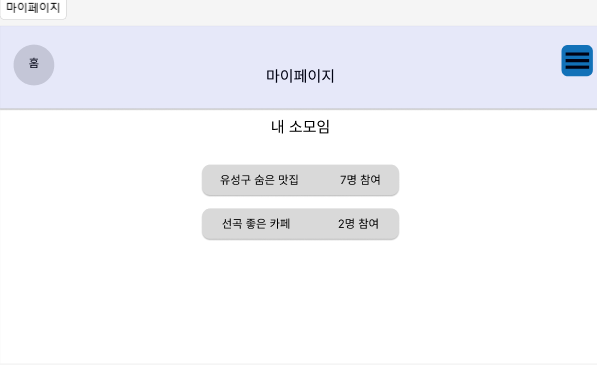 마이페이지
홈
마이페이지
내 소모임
유성구 숨은 맛집 7명 참여
선곡 좋은 카페 2명 참여